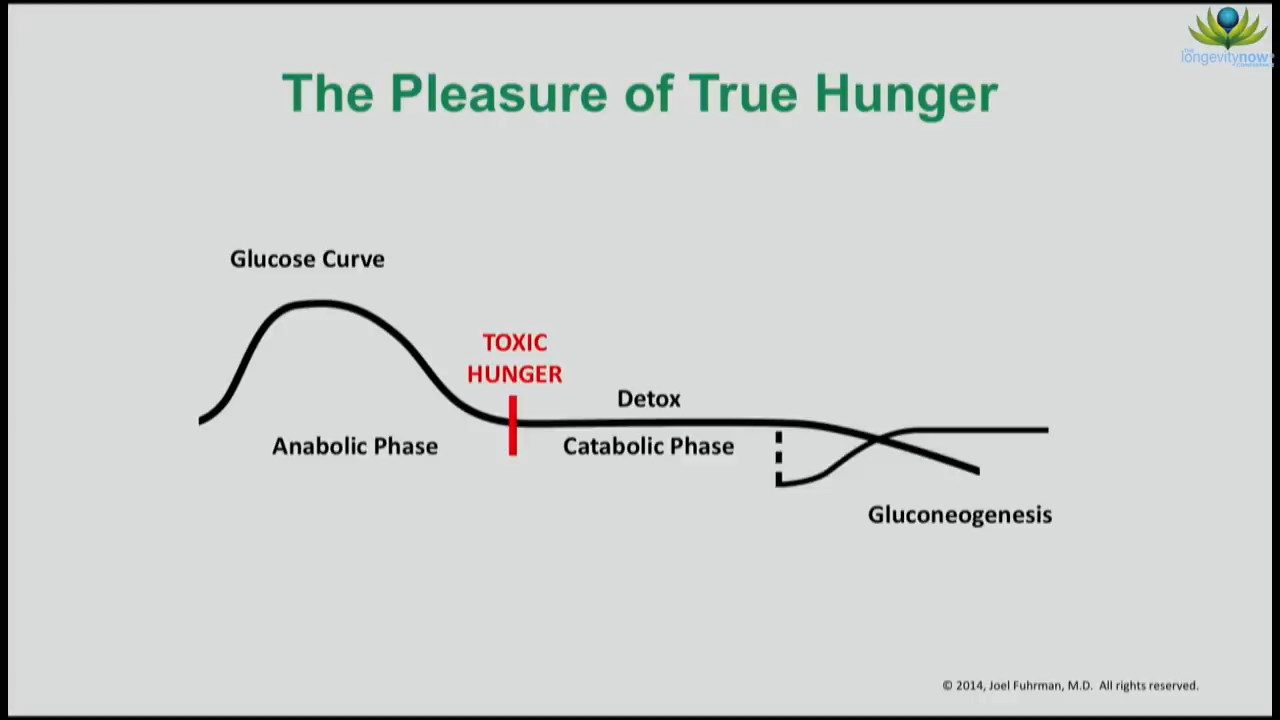 longevitynow
The Pleasure of True Hunger
Glucose Curve
TOXIC
HUNGER
Detox
Anabolic Phase
Catabolic Phase
Gluconeogenesis
© 2014, Joel Fuhrman, M.D. All rights reserved.